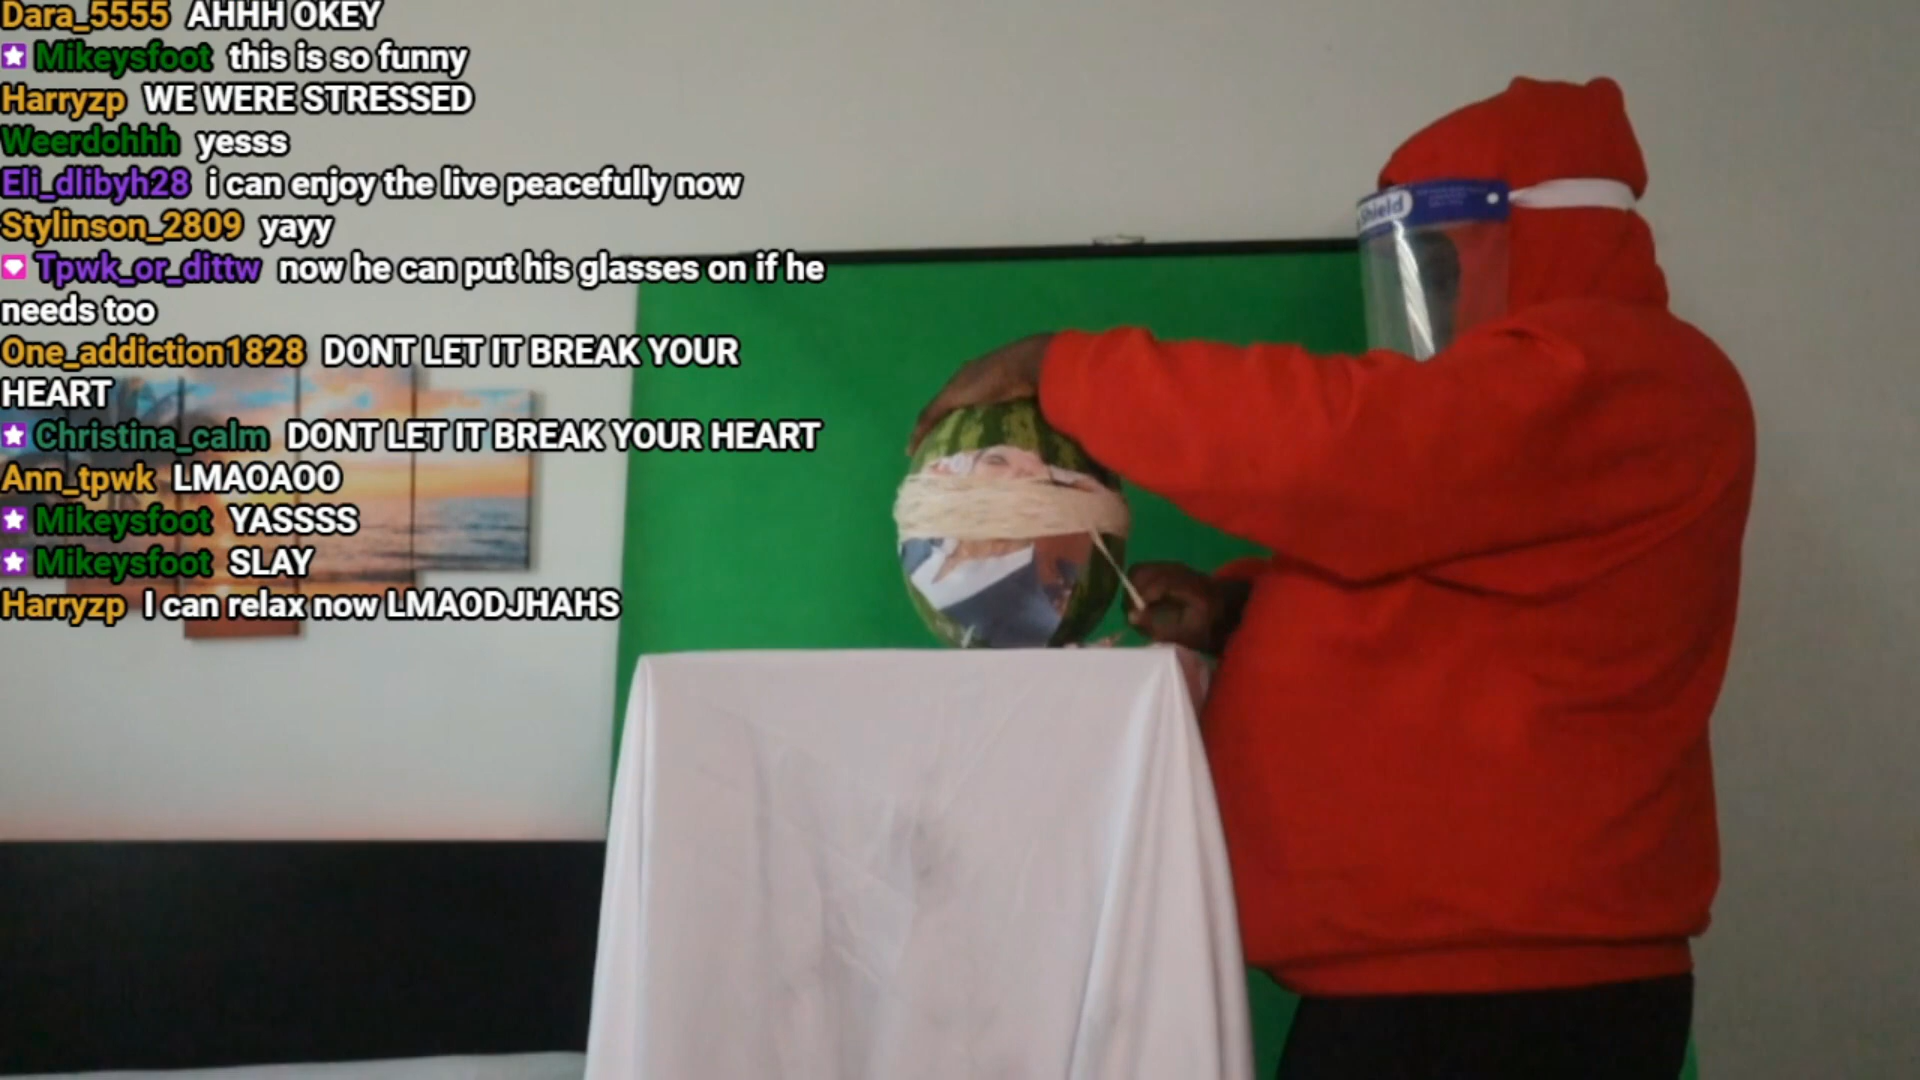 Dara_5555 AHHH OKEY
Mikeysfoot this is so funny
Harryzp WE WERE STRESSED
Weerdohhh yesss
Eli_dlibyh28 i can enjoy the live peacefully now
Stylinson_2809 yayy
Tpwk_or_dittw now he can put his glasses on if he
needs too
One_addiction1828 DONT LET IT BREAK YOUR
HEART
Christina_calm DONT LET IT BREAK YOUR HEART
Ann_tpwk LMAOAOO
Mikeysfoot YASSSS
Mikeysfoot SLAY
Harryzp I can relax now LMAODJHAHS
Shield